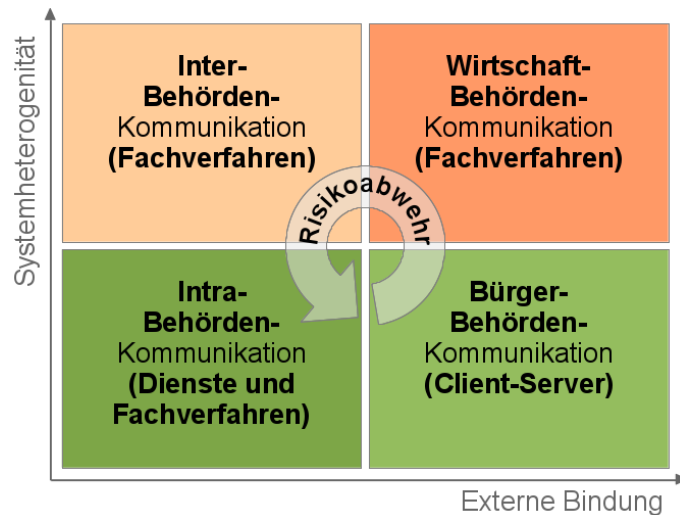 Systemheterogenität
Inter-
Behörden-
Kommunikation
(Fachverfahren)
Wirtschaft-
Behörden-
Kommunikation
(Fachverfahren)
Risikoabwehr
Intra-
Behörden-
Kommunikation
(Dienste und
Fachverfahren)
Bürger-
Behörden-
Kommunikation
(Client-Server)
Externe Bindung